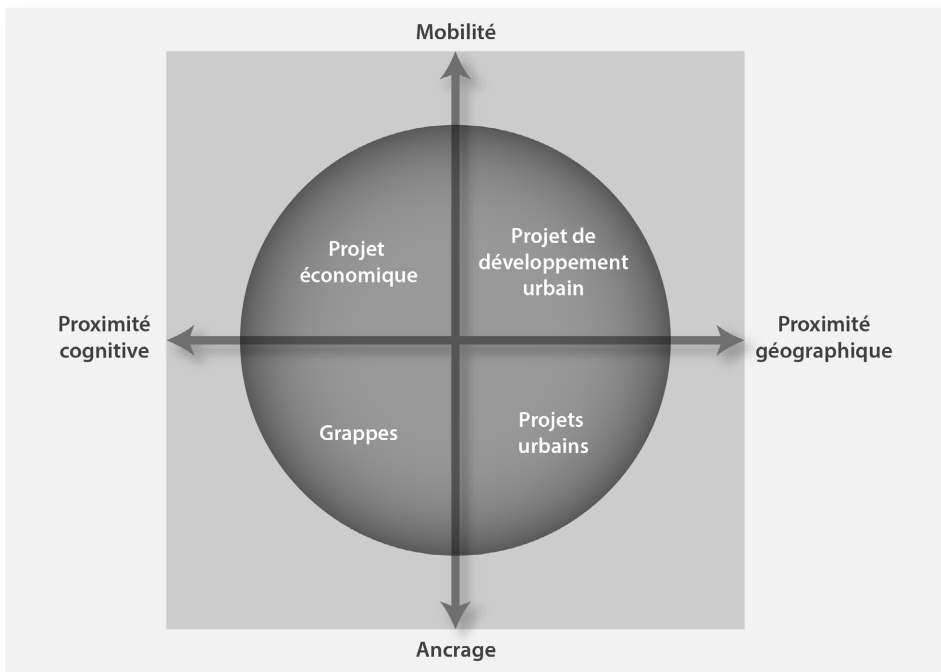 Mobilité
Projet
économique
Projet de
développement
urbain
Proximité
cognitive
Proximité
géographique
Grappes
Projets
urbains
Ancrage